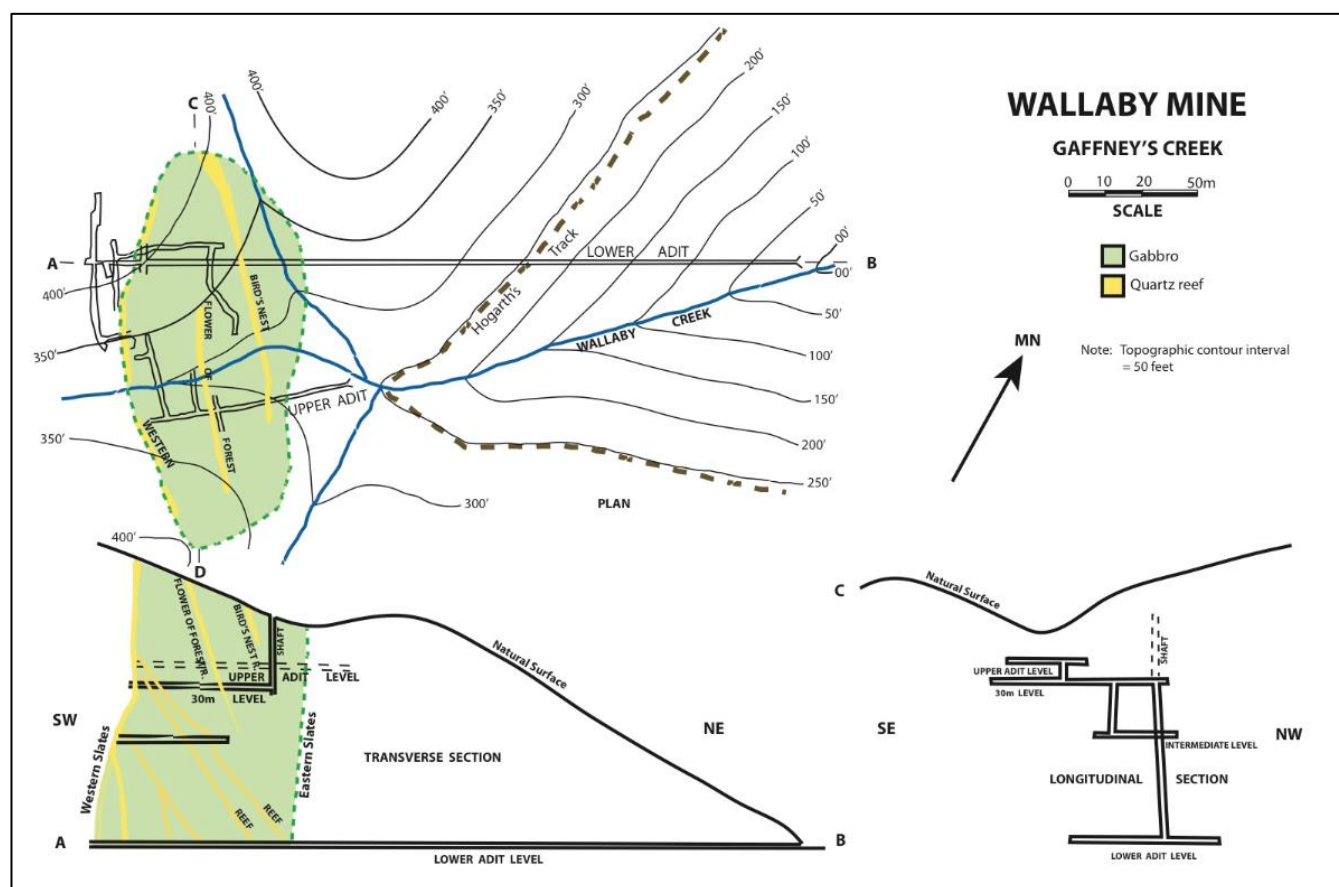 WALLABY MINE
GAFFNEY'S CREEK
0 10 20 50m
SCALE
Gabbro
Quartz reef
MN
Note: Topographic contour interval
= 50 feet
C
400'
400'
400'
350'
300'
200'
150'
100'
50'
00'
00'
50'
100'
150'
200'
250'
300'
A
B
400'
350'
350'
400'
D
LOWER ADIT
Hogarth's Track
WALLABY CREEK
BIRD'S NEST
FLOWER OF FOREST
WESTERN
UPPER ADIT
PLAN
FLOWER OF FOREST R.
BIRD'S NEST R.
SHAFT
UPPER ADIT LEVEL
30m LEVEL
Natural Surface
SW
NE
Western Slates
Eastern Slates
TRANSVERSE SECTION
REEF
REEF
A
B
LOWER ADIT LEVEL
C
Natural Surface
SHAFT
UPPER ADIT LEVEL
30m LEVEL
SE
NW
INTERMEDIATE LEVEL
LONGITUDINAL SECTION
LOWER ADIT LEVEL